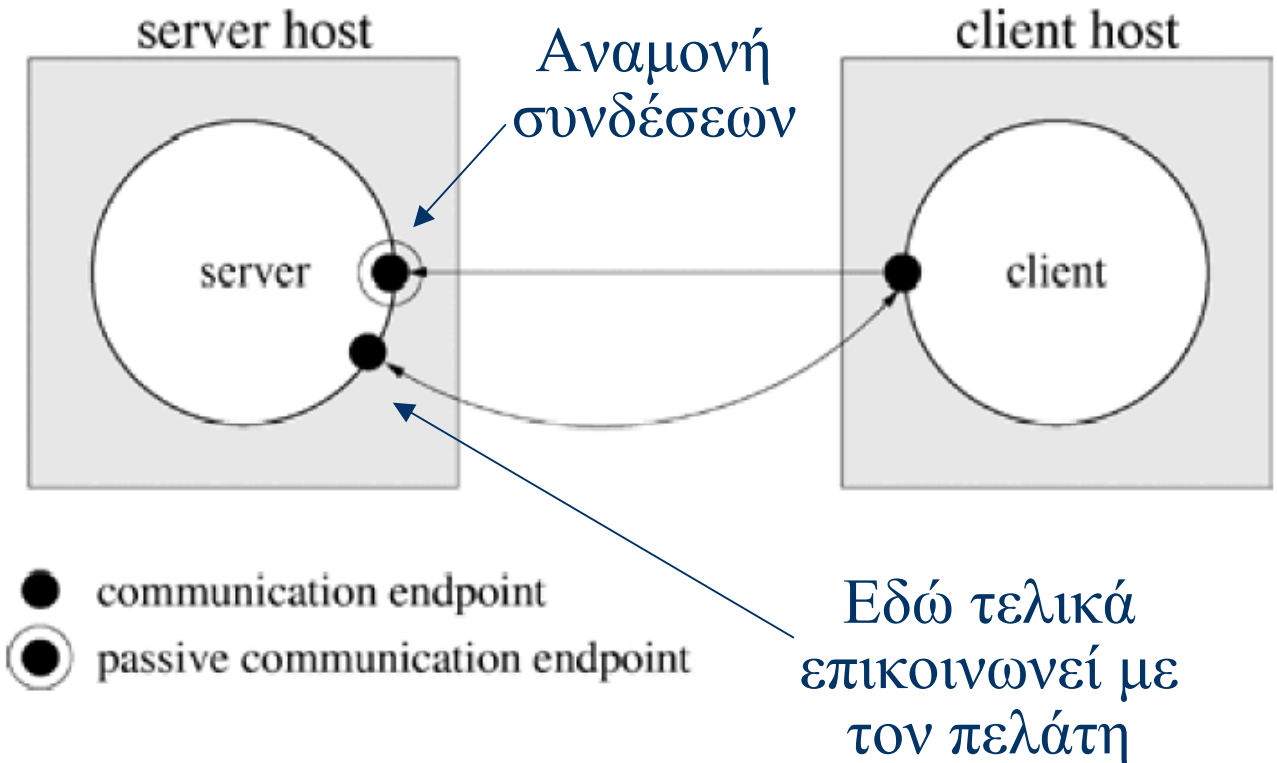 server host
client host
Αναμονή
συνδέσεων
server
client
communication endpoint
passive communication endpoint
Εδώ τελικά
επικοινωνεί με
τον πελάτη